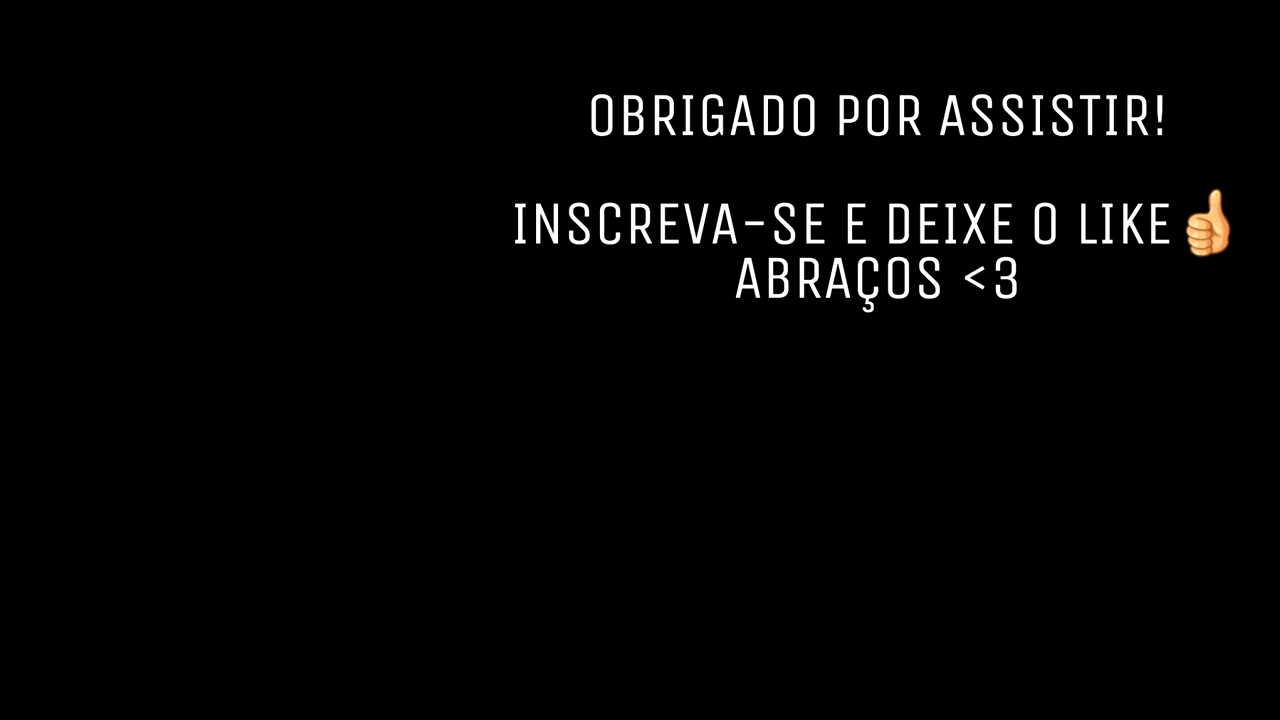 OBRIGADO POR ASSISTIR!
INSCREVA-SE E DEIXE O LIKE👍
ABRAÇOS <3